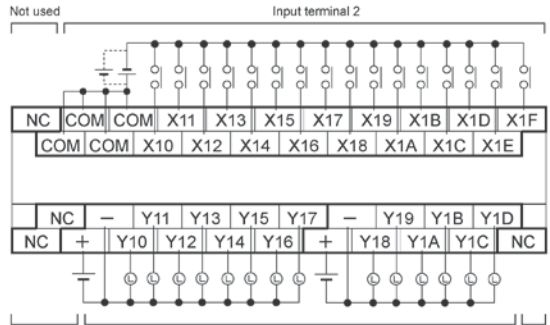 Not used Input terminal 2
NC COM COM X11 X13 X15 X17 X19 X1B X1D X1F
COM COM X10 X12 X14 X16 X18 X1A X1C X1E
NC − Y11 Y13 Y15 Y17 − Y19 Y1B Y1D
NC + Y10 Y12 Y14 Y16 + Y18 Y1A Y1C NC
L L L L L L L L L L L L L L